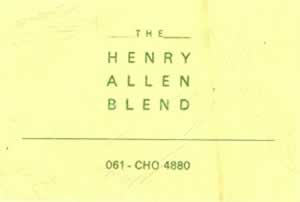 THE
HENRY
ALLEN
BLEND
061 - CHO 4880